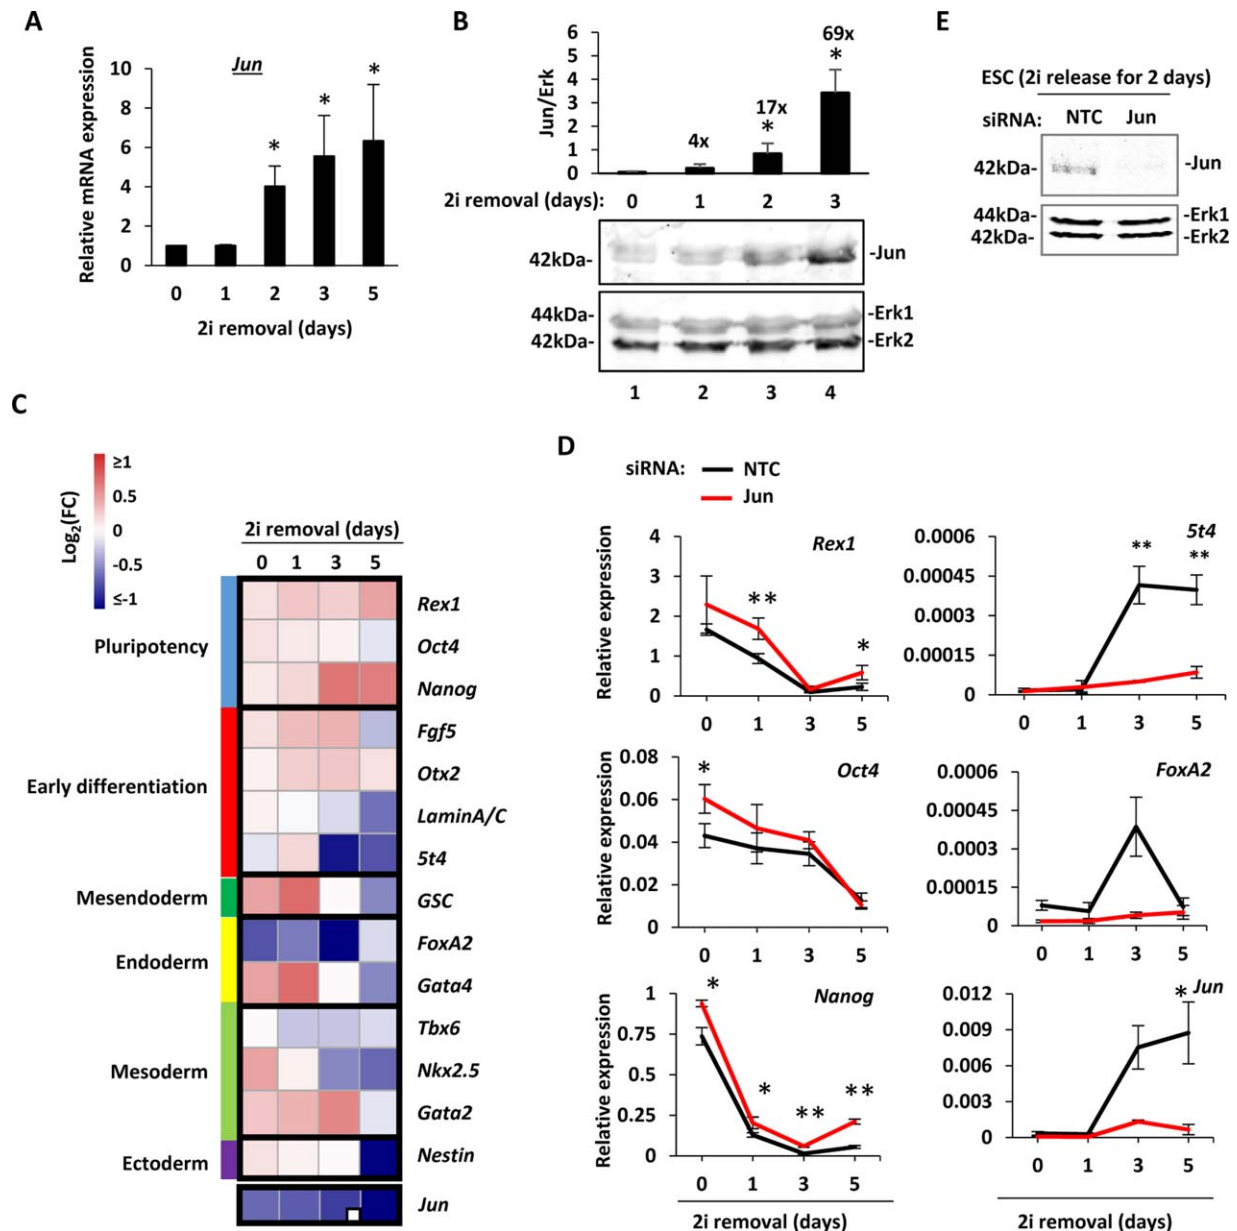 A
Jun
Relative mRNA expression
10
8
6
4
2
0
* * *
0 1 2 3 5
2i removal (days)
B
Jun/Erk
6
5
4
3
2
1
0
4x
17x
*
69x
*
2i removal (days): 0 1 2 3
42kDa- -Jun
44kDa- -Erk1
42kDa- -Erk2
1 2 3 4
E
ESC (2i release for 2 days)
siRNA: NTC Jun
42kDa- -Jun
44kDa- -Erk1
42kDa- -Erk2
C
Log2(FC)
≥1
0.5
0
-0.5
≤-1
2i removal (days)
0 1 3 5
Pluripotency
Rex1
Oct4
Nanog
Early differentiation
Fgf5
Otx2
LaminA/C
5t4
Mesendoderm
GSC
Endoderm
FoxA2
Gata4
Mesoderm
Tbx6
Nkx2.5
Gata2
Ectoderm
Nestin
Jun
D
siRNA: NTC
Jun
Relative expression
4
3
2
1
0
Rex1
**
*
0 1 3 5
0.0006
0.00045
0.0003
0.00015
0
5t4
** **
0 1 3 5
Relative expression
0.08
0.06
0.04
0.02
0
Oct4
*
0 1 3 5
0.0006
0.00045
0.0003
0.00015
0
FoxA2
0 1 3 5
Relative expression
1
0.75
0.5
0.25
0
Nanog
*
*
**
**
0 1 3 5
2i removal (days)
0.012
0.009
0.006
0.003
0
Jun
*
0 1 3 5
2i removal (days)